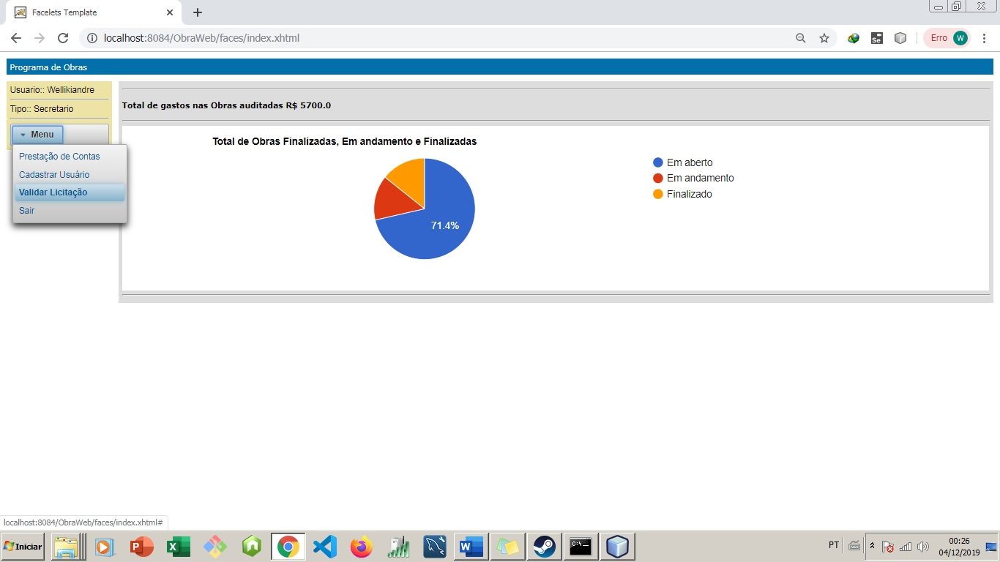 Facelets Template
localhost:8084/ObraWeb/faces/index.xhtml
Se
Erro W
Programa de Obras
Usuario:: Wellikiandre
Tipo:: Secretario
Menu
Prestação de Contas
Cadastrar Usuário
Validar Licitação
Sair
Total de gastos nas Obras auditadas R$ 5700.0
Total de Obras Finalizadas, Em andamento e Finalizadas
71.4%
Em aberto
Em andamento
Finalizado
localhost:8084/ObraWeb/faces/index.xhtml#
Iniciar
PT
00:26
04/12/2019